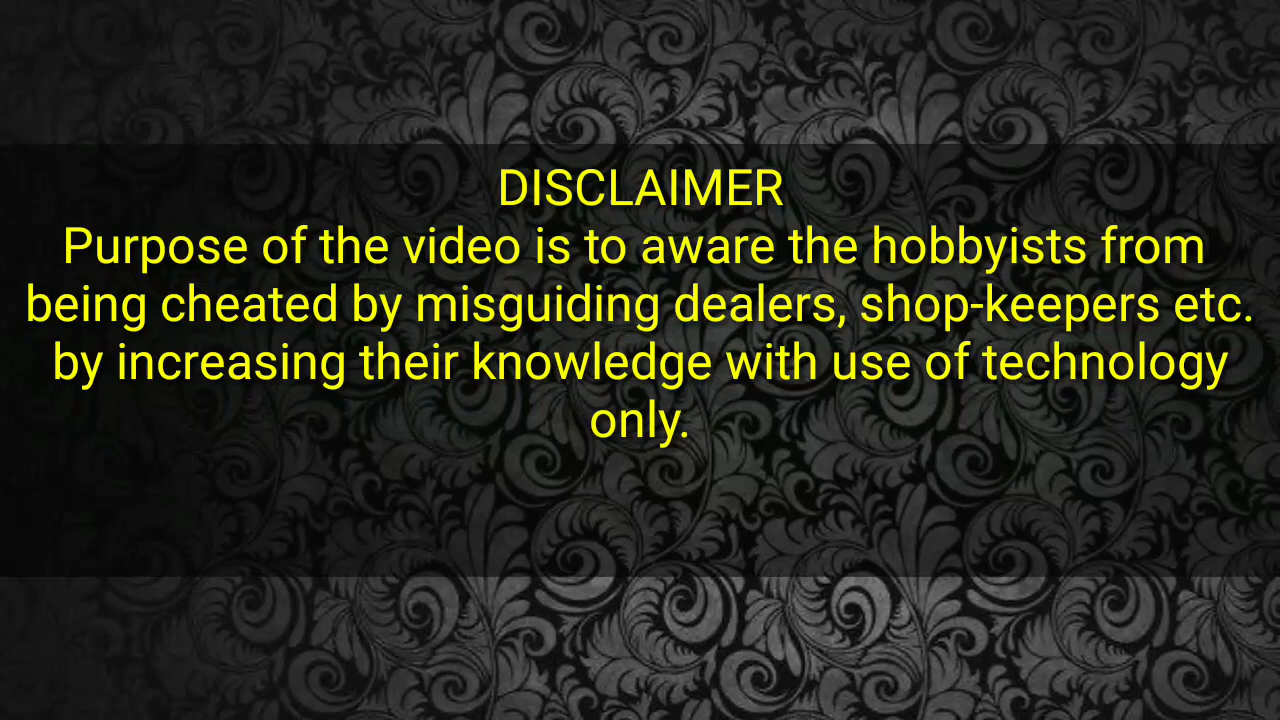 DISCLAIMER
Purpose of the video is to aware the hobbyists from
being cheated by misguiding dealers, shop-keepers etc.
by increasing their knowledge with use of technology
only.